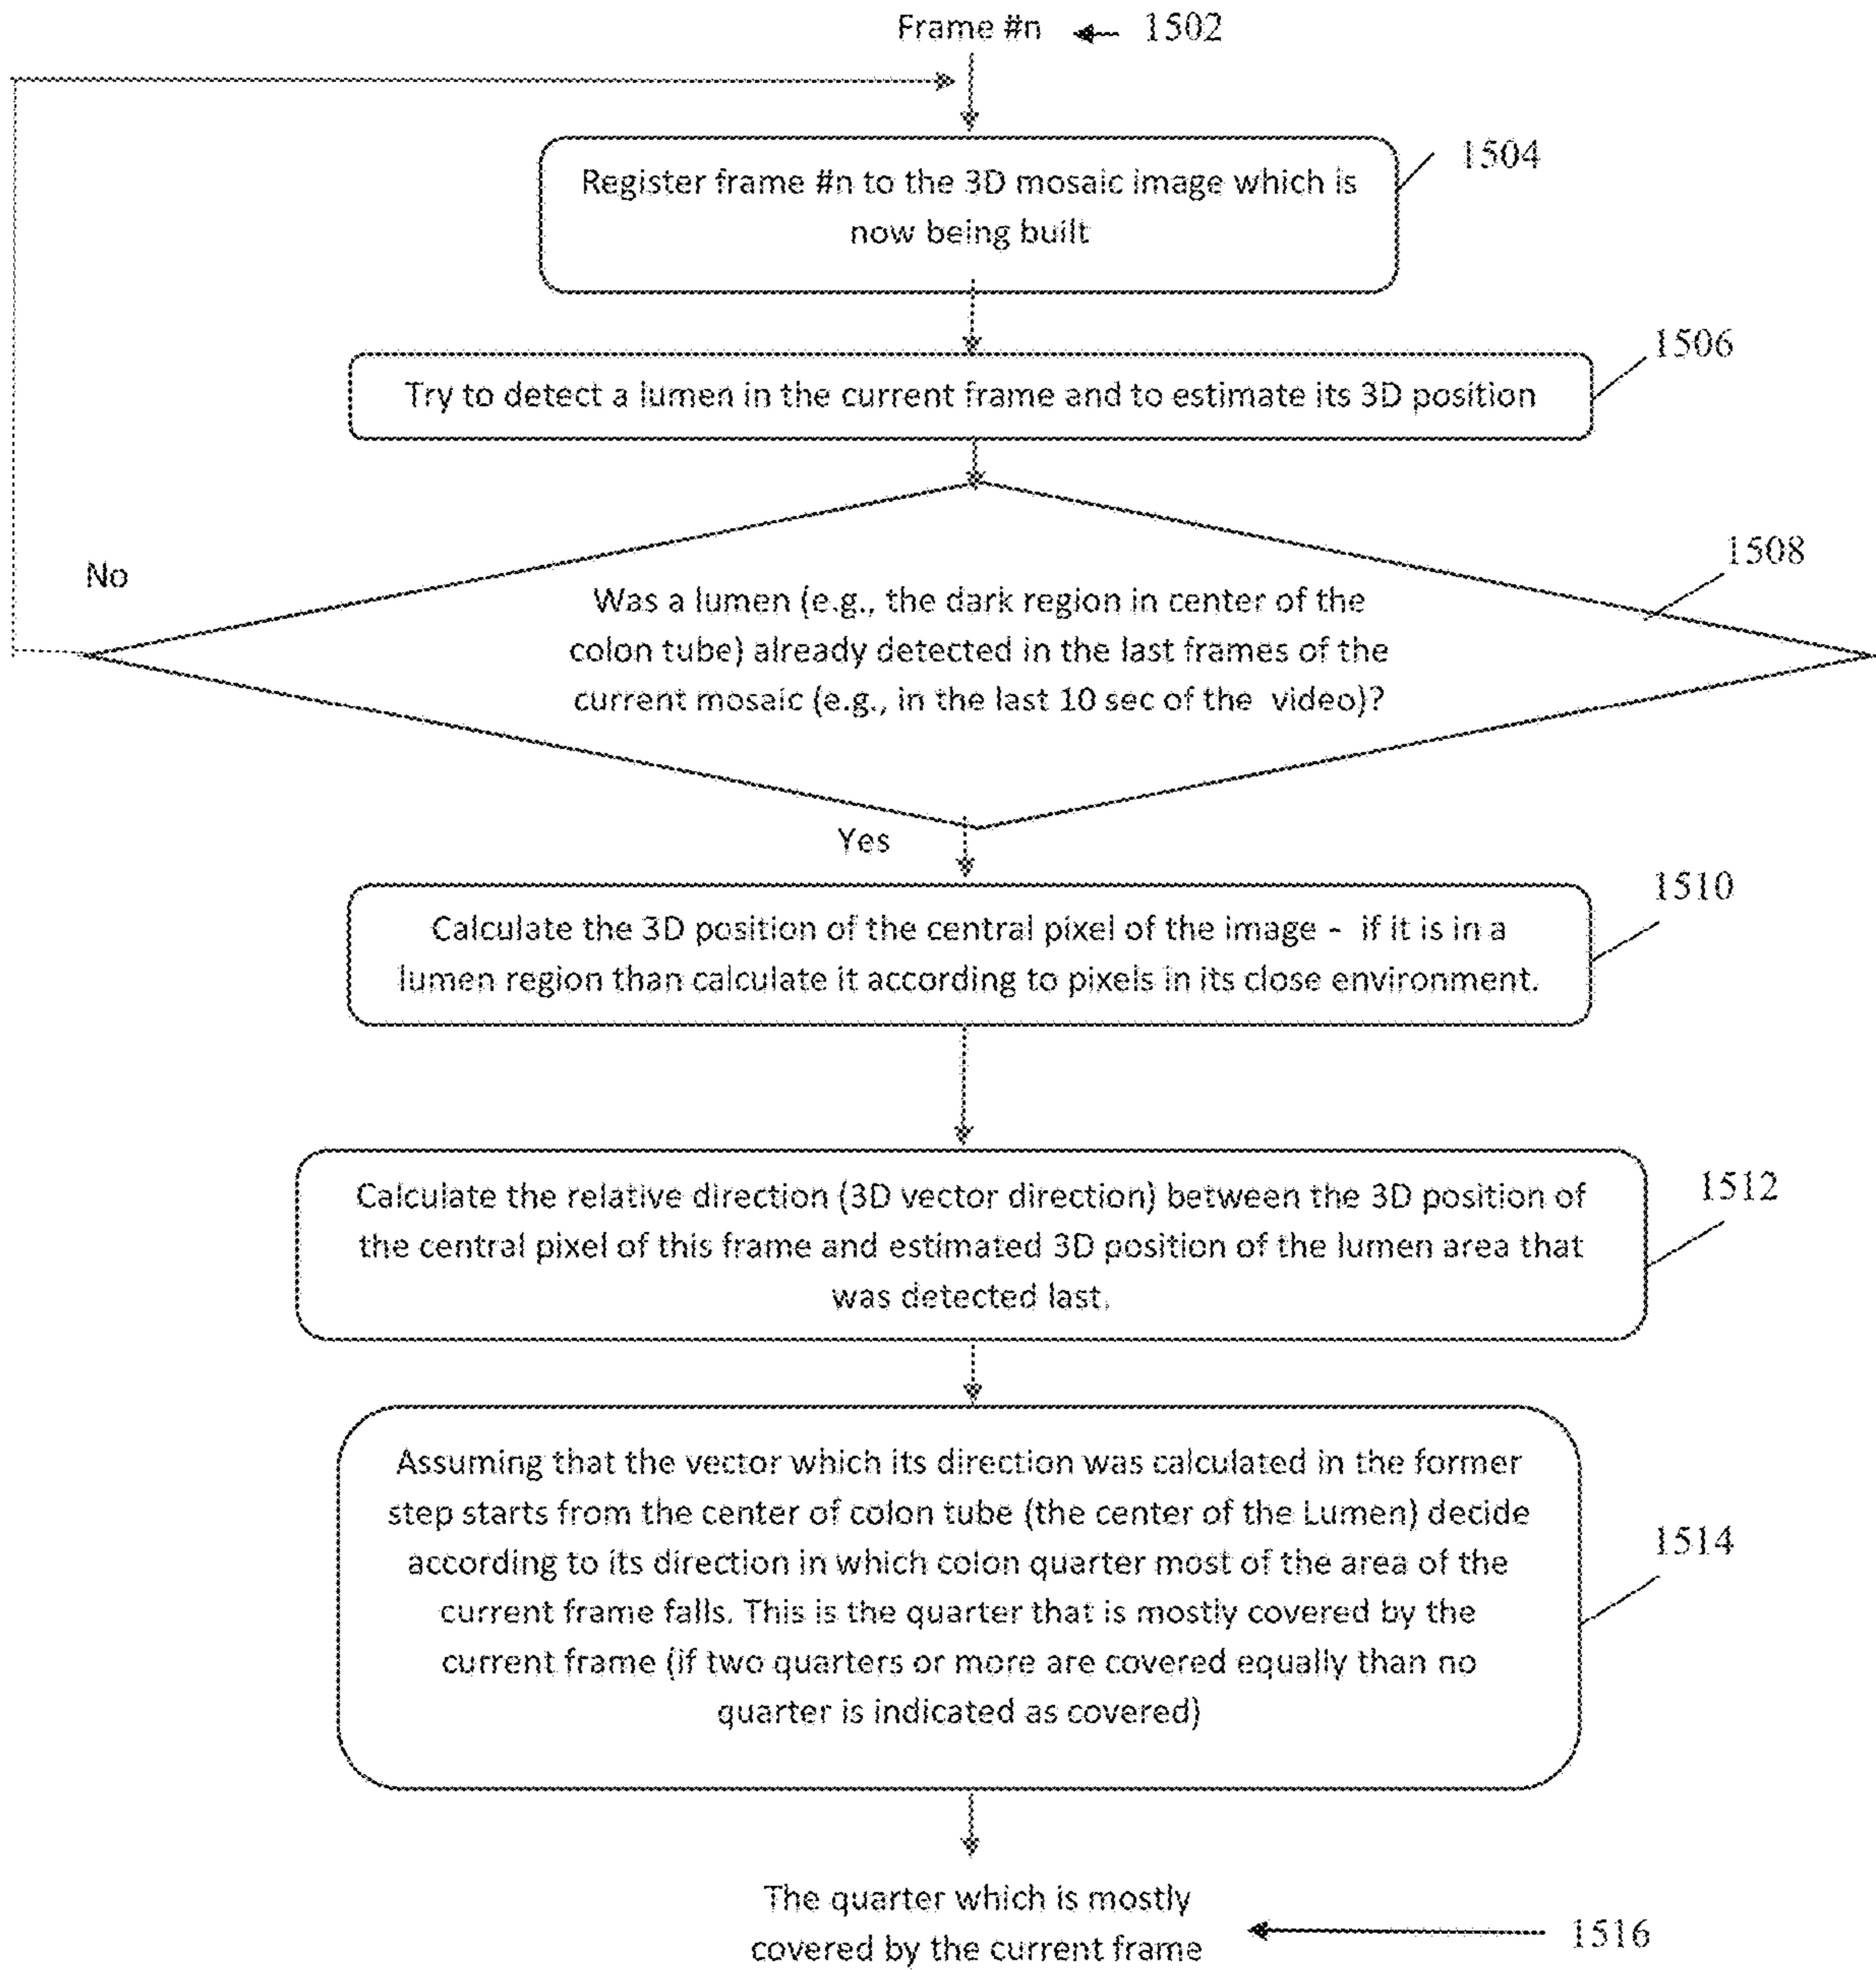 Frame #n
1502
Register frame #n to the 3D mosaic image which is
now being built
1504
Try to detect a lumen in the current frame and to estimate its 3D position
1506
No
Was a lumen (e.g., the dark region in center of the
colon tube) already detected in the last frames of the
current mosaic (e.g., in the last 10 sec of the video)?
1508
Yes
Calculate the 3D position of the central pixel of the image - if it is in a
lumen region than calculate it according to pixels in its close environment.
1510
Calculate the relative direction (3D vector direction) between the 3D position of
the central pixel of this frame and estimated 3D position of the lumen area that
was detected last.
1512
Assuming that the vector which its direction was calculated in the former
step starts from the center of colon tube (the center of the Lumen) decide
according to its direction in which colon quarter most of the area of the
current frame falls. This is the quarter that is mostly covered by the
current frame (if two quarters or more are covered equally than no
quarter is indicated as covered)
1514
The quarter which is mostly
covered by the current frame
1516